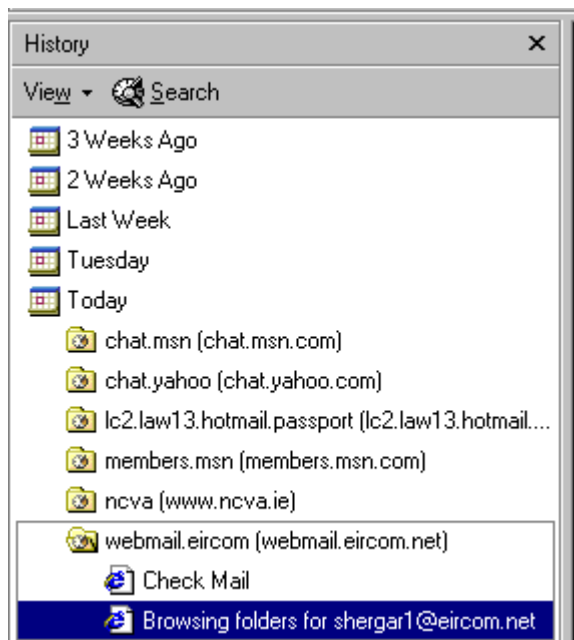 History
View Search
3 Weeks Ago
2 Weeks Ago
Last Week
Tuesday
Today
chat.msn (chat.msn.com)
chat.yahoo (chat.yahoo.com)
lc2.law13.hotmail.passport (lc2.law13.hotmail....
members.msn (members.msn.com)
ncva (www.ncva.ie)
webmail.eircom (webmail.eircom.net)
Check Mail
Browsing folders for shergar1@eircom.net